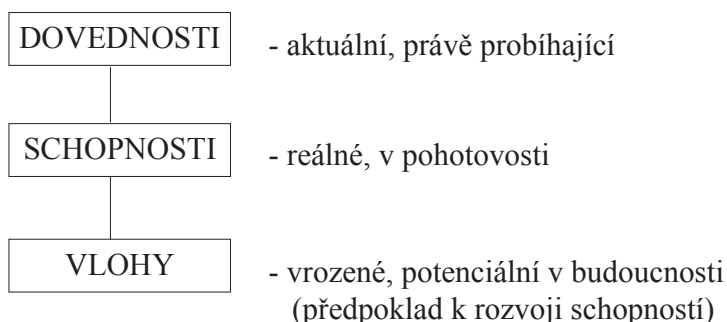 DOVEDNOSTI - aktuální, právě probíhající
SCHOPNOSTI - reálné, v pohotovosti
VLOHY - vrozené, potenciální v budoucnosti
(předpoklad k rozvoji schopností)